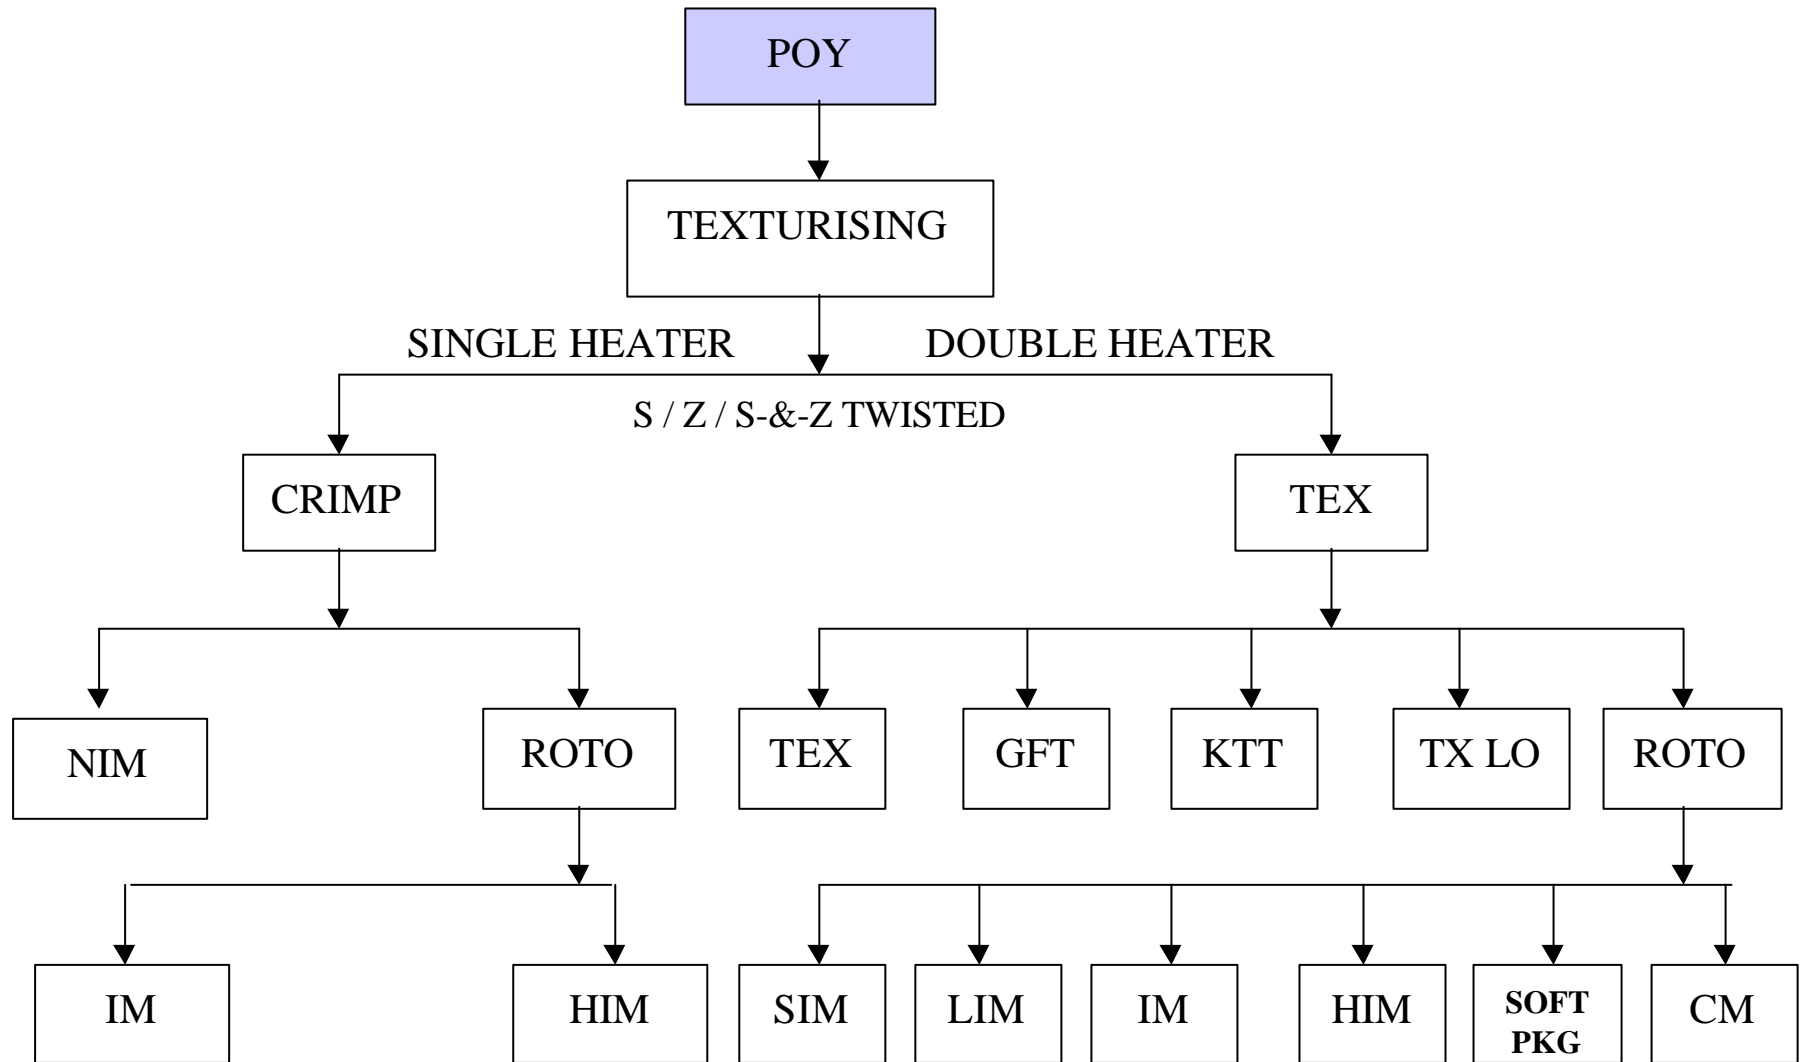 POY
TEXTURISING
SINGLE HEATER
DOUBLE HEATER
S / Z / S-&-Z TWISTED
CRIMP
TEX
NIM
ROTO
TEX
GFT
KTT
TX LO
ROTO
IM
HIM
SIM
LIM
IM
HIM
SOFT
PKG
CM